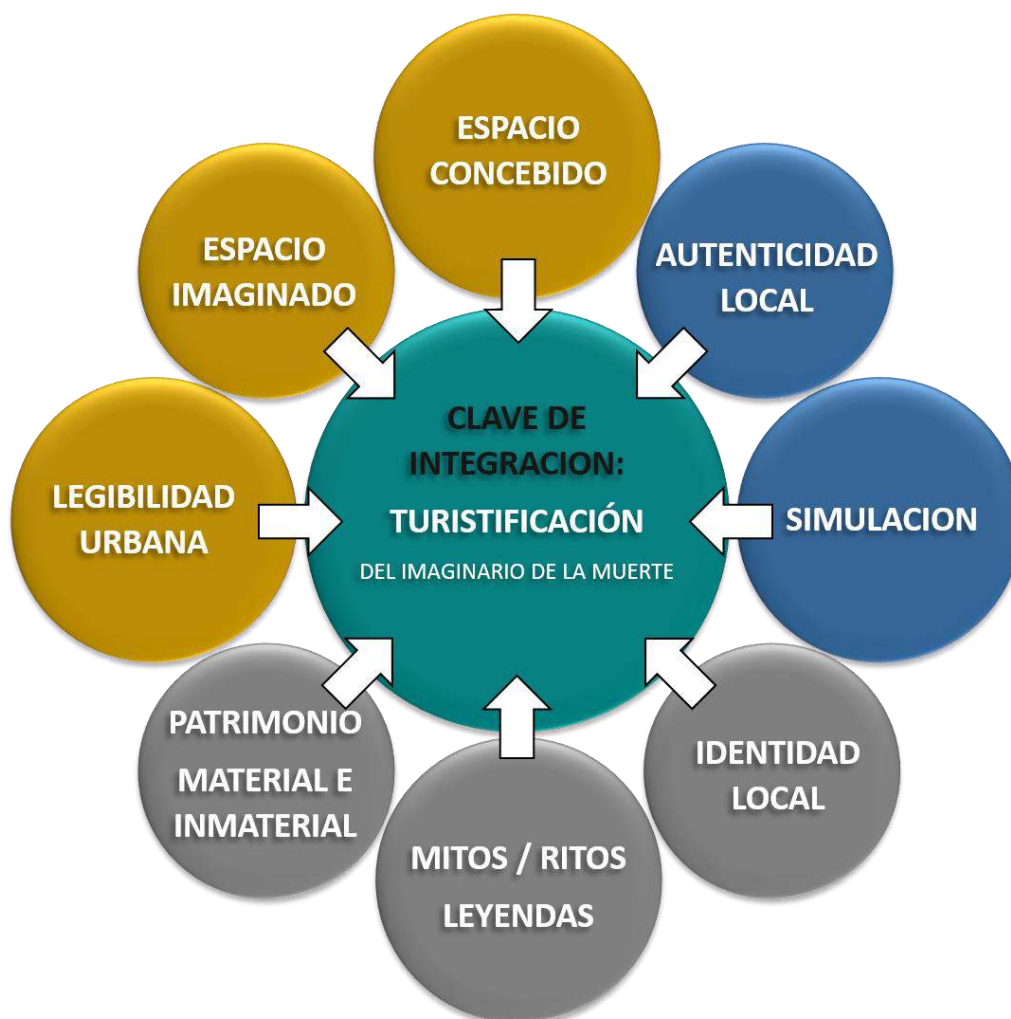 ESPACIO
CONCEBIDO
ESPACIO
IMAGINADO
AUTENTICIDAD
LOCAL
CLAVE DE
INTEGRACION:
TURISTIFICACIÓN
DEL IMAGINARIO DE LA MUERTE
LEGIBILIDAD
URBANA
SIMULACION
PATRIMONIO
MATERIAL E
INMATERIAL
IDENTIDAD
LOCAL
MITOS / RITOS
LEYENDAS